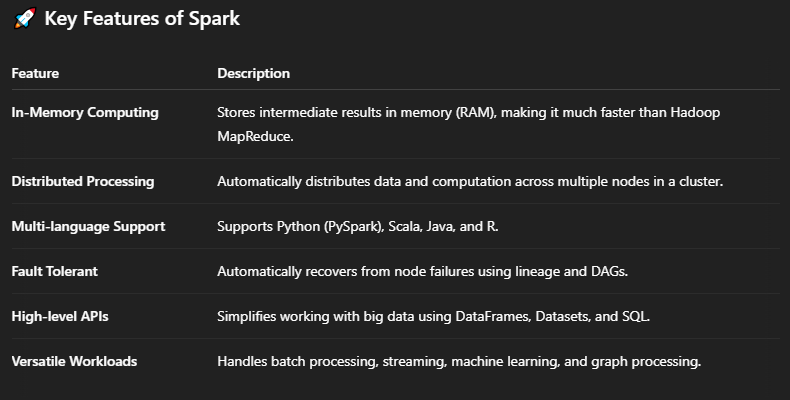 🚀 Key Features of Spark
Feature Description
In-Memory Computing Stores intermediate results in memory (RAM), making it much faster than Hadoop
MapReduce.
Distributed Processing Automatically distributes data and computation across multiple nodes in a cluster.
Multi-language Support Supports Python (PySpark), Scala, Java, and R.
Fault Tolerant Automatically recovers from node failures using lineage and DAGs.
High-level APIs Simplifies working with big data using DataFrames, Datasets, and SQL.
Versatile Workloads Handles batch processing, streaming, machine learning, and graph processing.